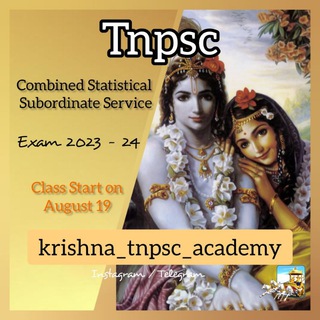 Tnpsc
Combined Statistical
Subordinate Service
Exam 2023 - 24
Class Start on
August 19
krishna_tnpsc_academy
Instagram / Telegram